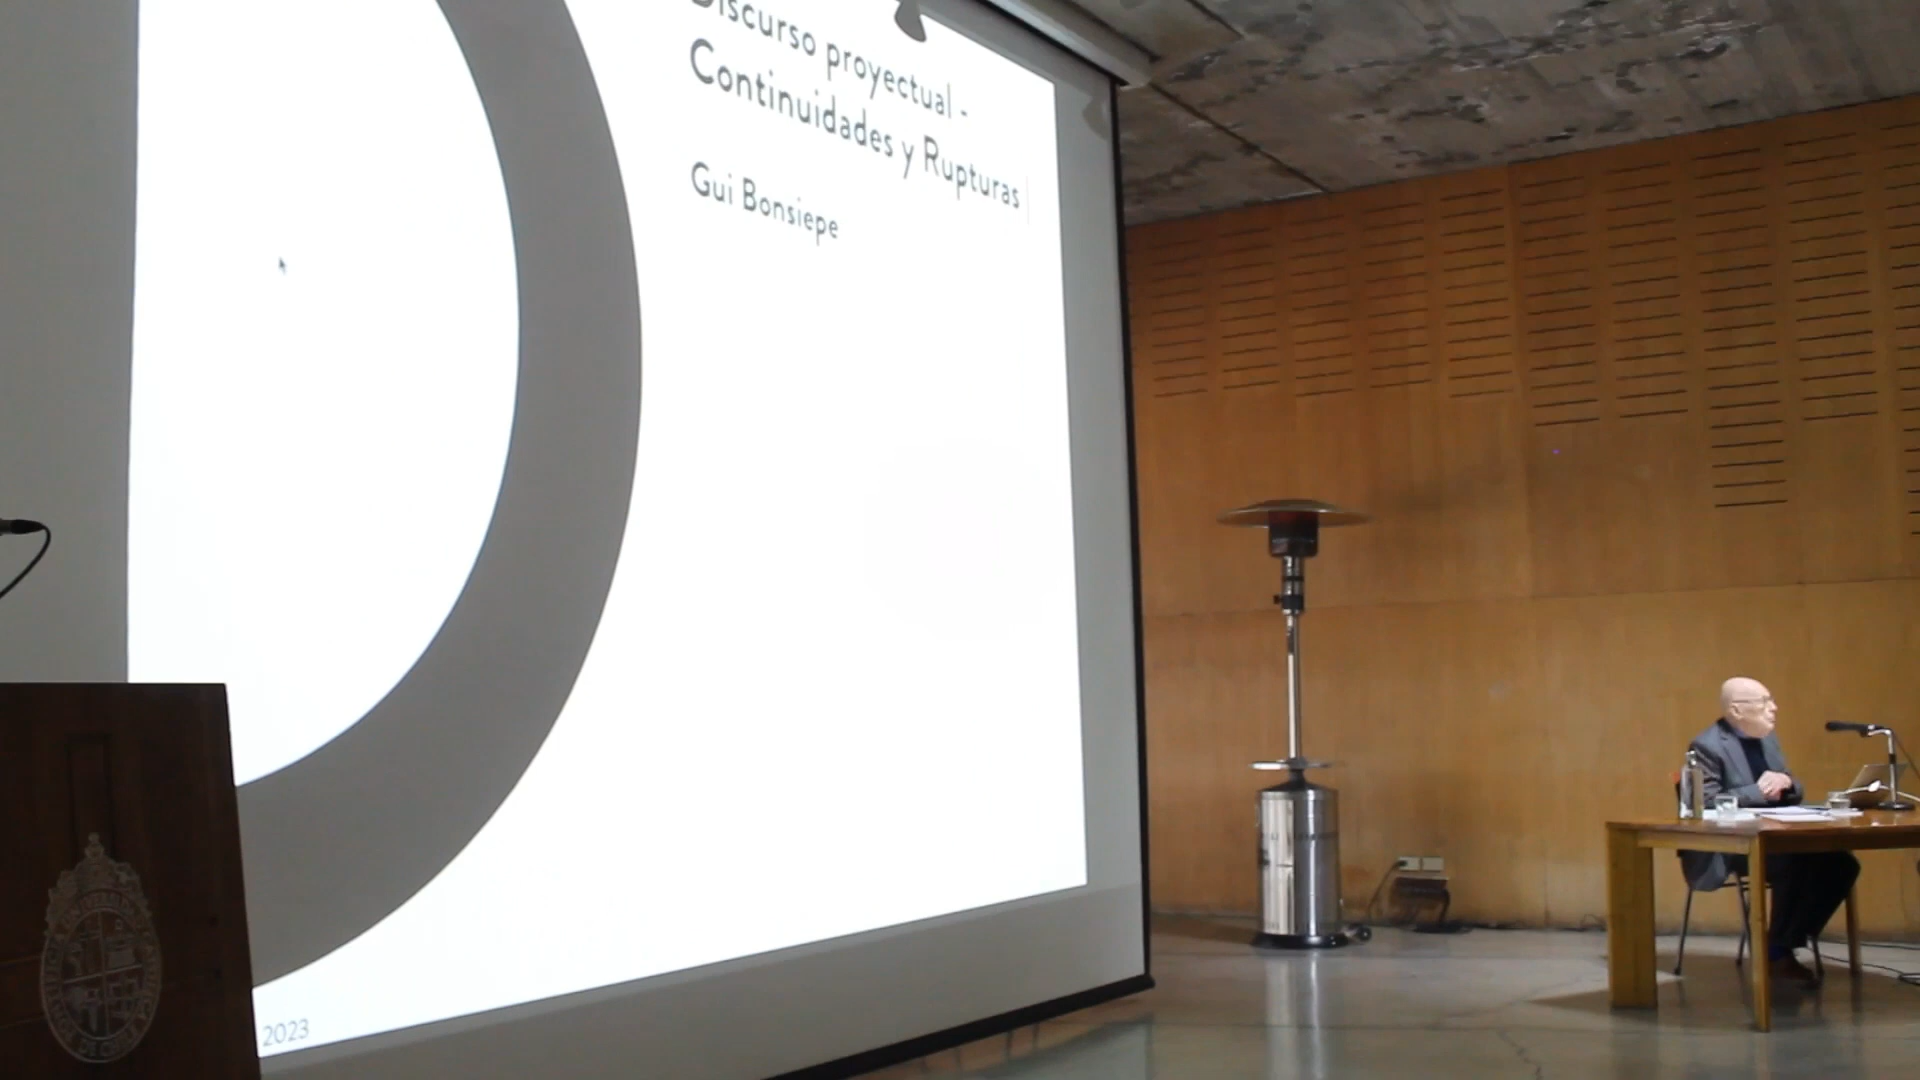 Discurso proyectual -
Continuidades y Rupturas
Gui Bonsiepe
2023